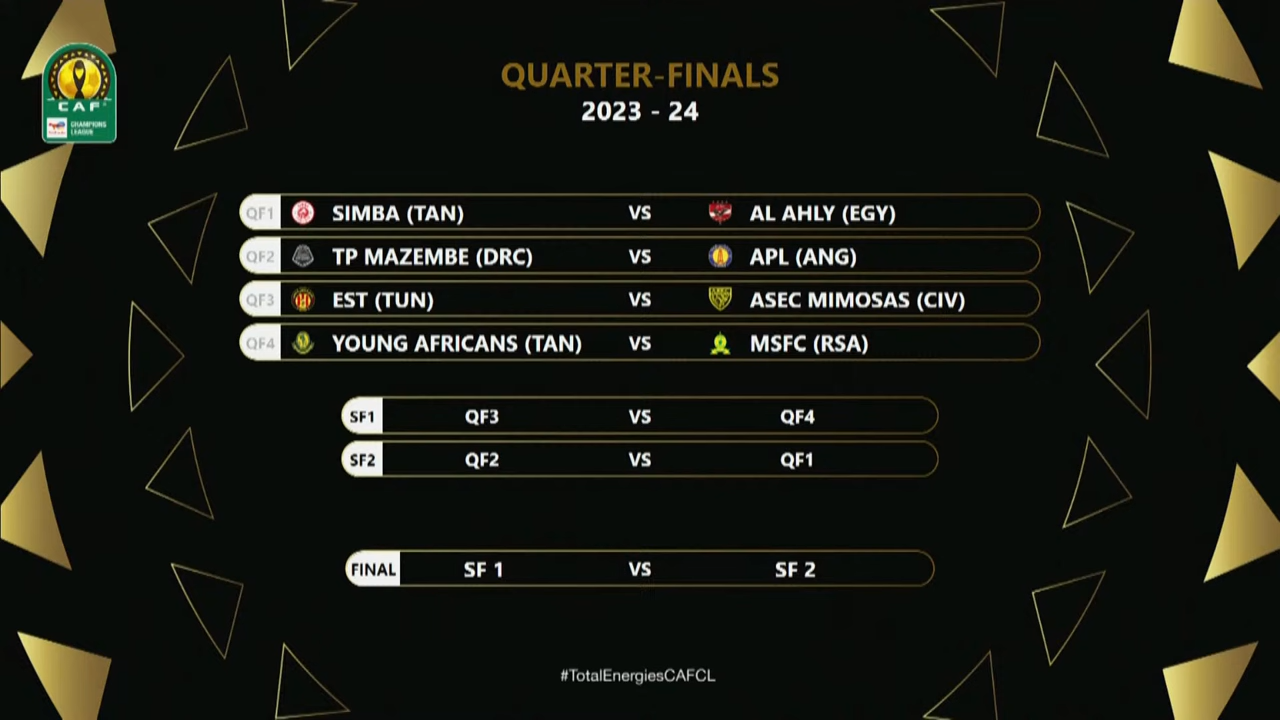 CAF
CHAMPIONS
LEAGUE
QUARTER-FINALS
2023 - 24
QF1 SIMBA (TAN) VS AL AHLY (EGY)
QF2 TP MAZEMBE (DRC) VS APL (ANG)
QF3 EST (TUN) VS ASEC MIMOSAS (CIV)
QF4 YOUNG AFRICANS (TAN) VS MSFC (RSA)
SF1 QF3 VS QF4
SF2 QF2 VS QF1
FINAL SF 1 VS SF 2
#TotalEnergiesCAFCL